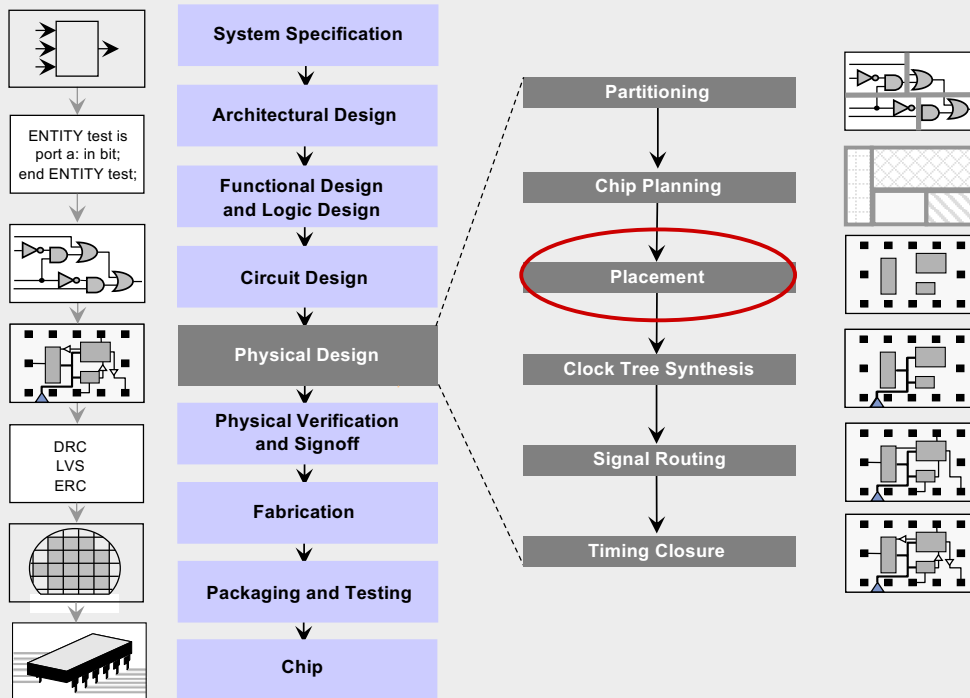 ENTITY test is
port a: in bit;
end ENTITY test;
DRC
LVS
ERC
System Specification
Architectural Design
Functional Design
and Logic Design
Circuit Design
Physical Design
Physical Verification
and Signoff
Fabrication
Packaging and Testing
Chip
Partitioning
Chip Planning
Placement
Clock Tree Synthesis
Signal Routing
Timing Closure